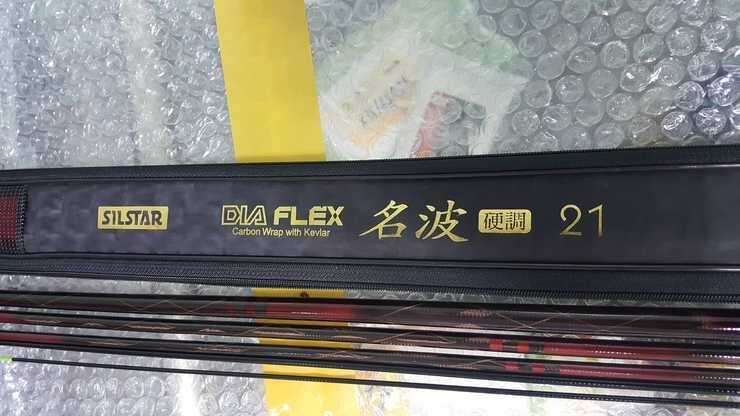 SILSTAR
DIA FLEX
Carbon Wrap with Kevlar
名波 硬調 21